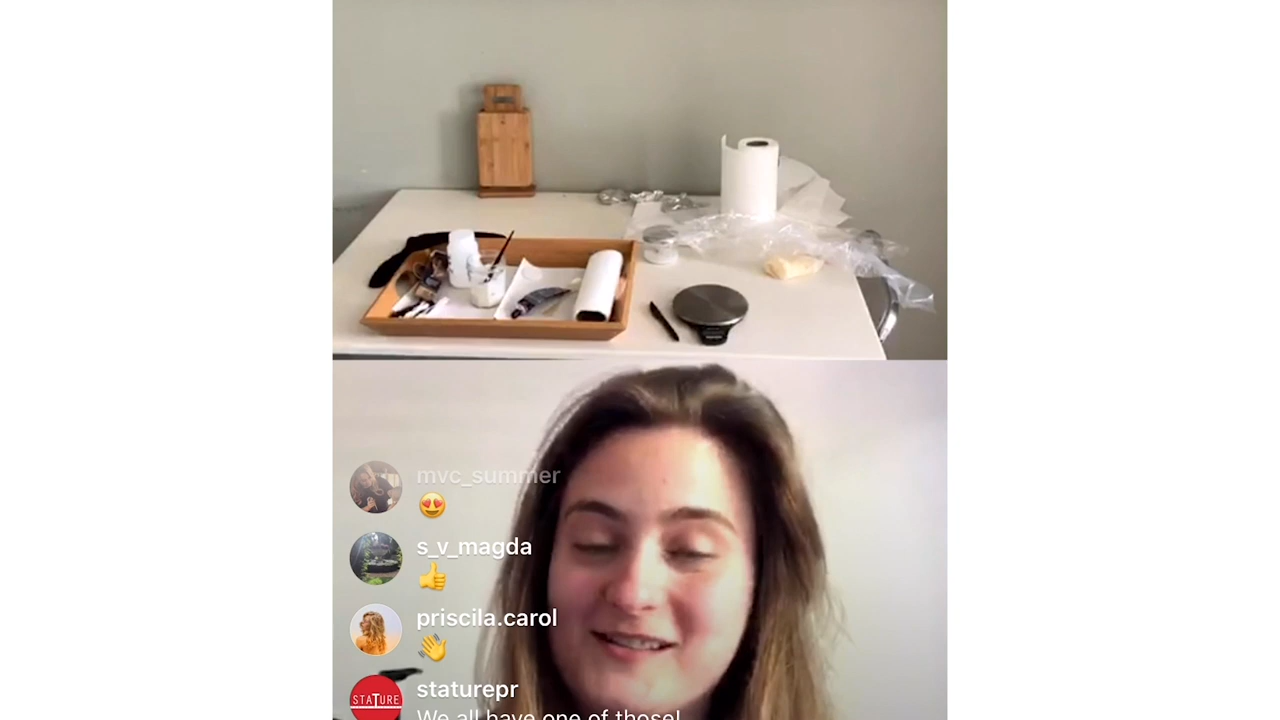 mvc_summer
😍
s_v_magda
👍
priscila.carol
👋
STATURE
staturepr
We all have one of those!